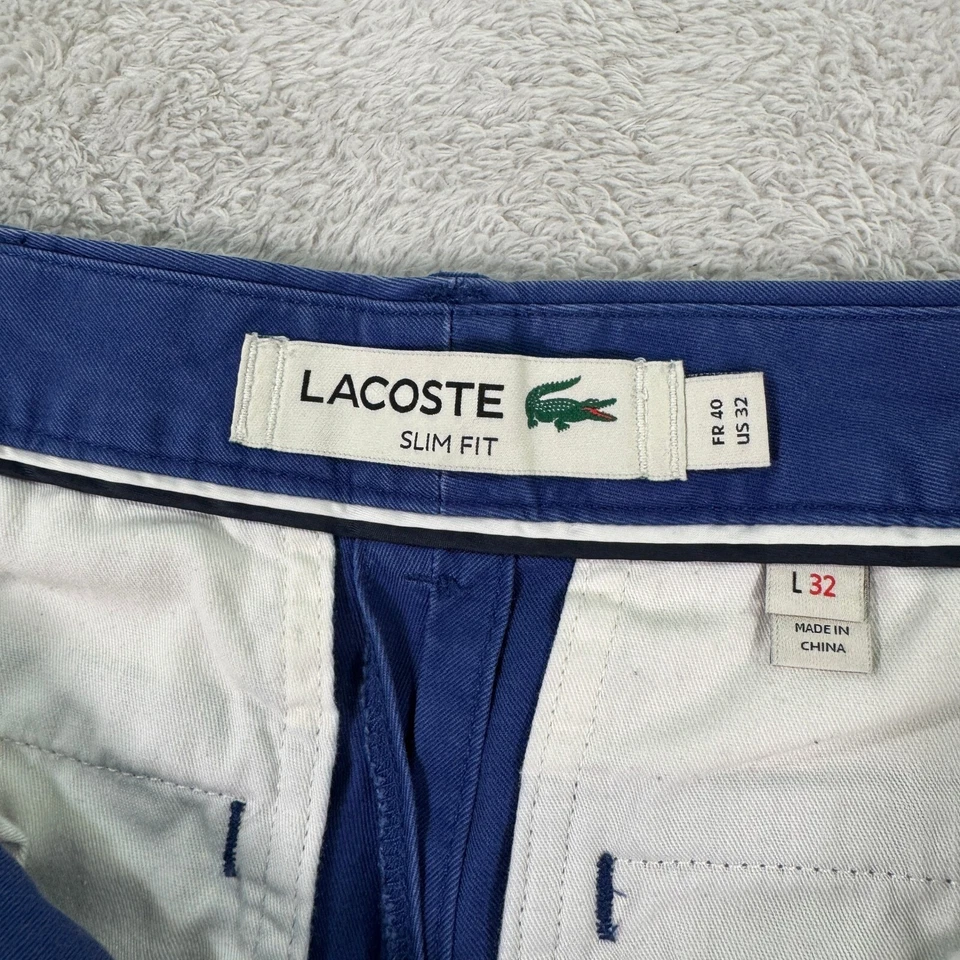 LACOSTE
SLIM FIT
FR 40
US 32
L 32
MADE IN
CHINA